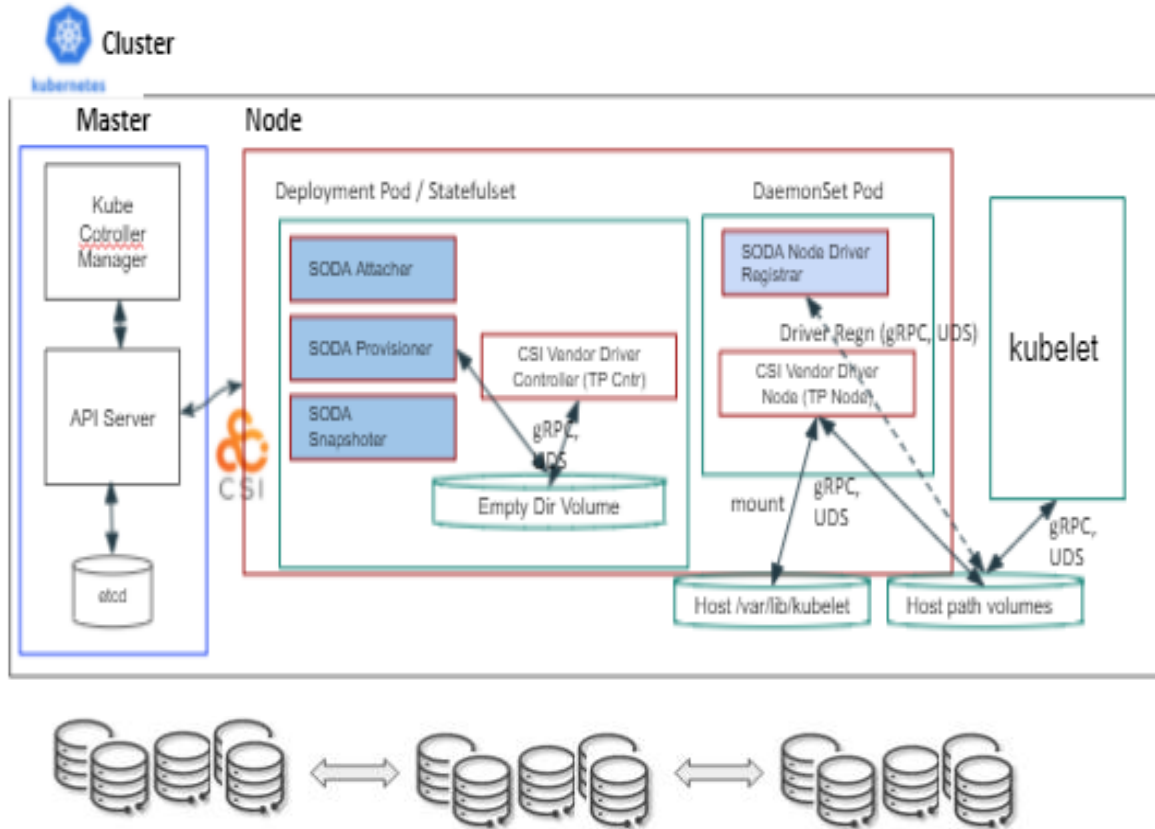 Cluster
kubernetes
Master
Node
Kube
Cotroller
Manager
API Server
etcd
CSI
Deployment Pod / Statefulset
SODA Attacher
SODA Provisioner
SODA
Snapshoter
CSI Vendor Driver
Controller (TP Cntr)
gRPC,
UDS
Empty Dir Volume
DaemonSet Pod
SODA Node Driver
Registrar
Driver Regn (gRPC, UDS)
CSI Vendor Driver
Node (TP Node)
mount
gRPC,
UDS
kubelet
gRPC,
UDS
Host /var/lib/kubelet
Host path volumes